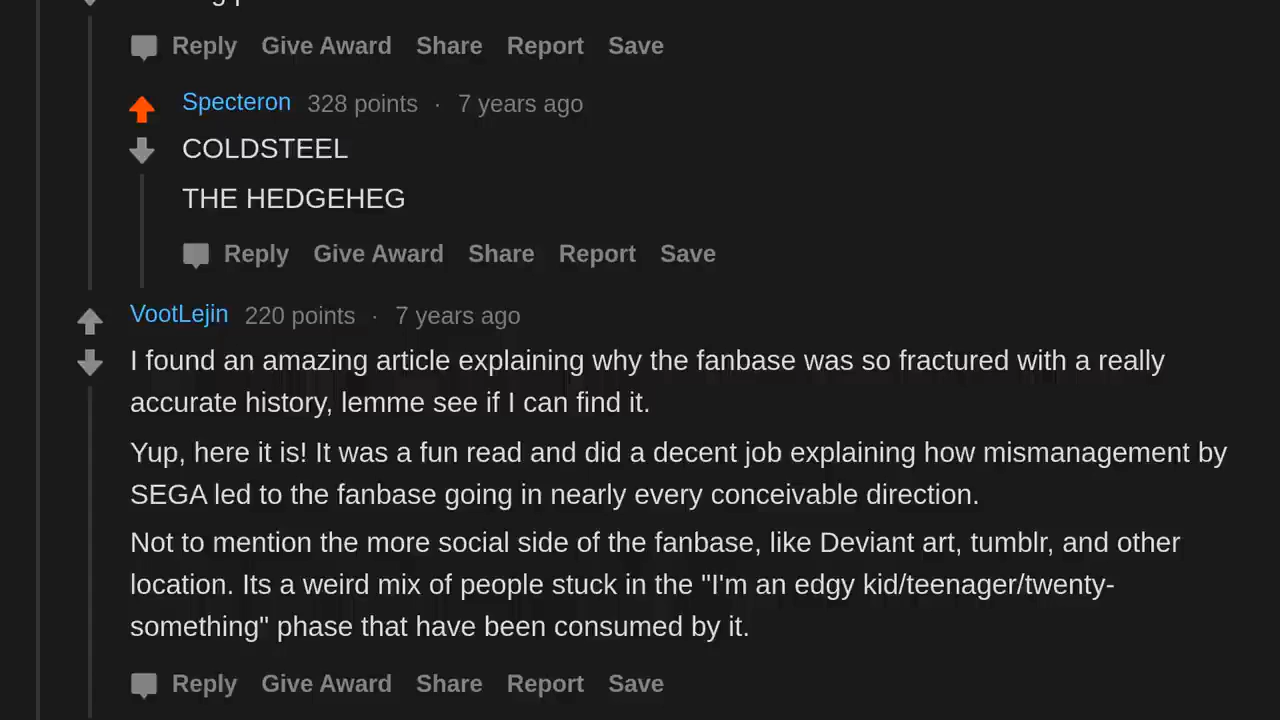 Reply Give Award Share Report Save
Specteron 328 points · 7 years ago
COLDSTEEL
THE HEDGEHEG
Reply Give Award Share Report Save
VootLejin 220 points · 7 years ago
I found an amazing article explaining why the fanbase was so fractured with a really
accurate history, lemme see if I can find it.
Yup, here it is! It was a fun read and did a decent job explaining how mismanagement by
SEGA led to the fanbase going in nearly every conceivable direction.
Not to mention the more social side of the fanbase, like Deviant art, tumblr, and other
location. Its a weird mix of people stuck in the "I'm an edgy kid/teenager/twenty-
something" phase that have been consumed by it.
Reply Give Award Share Report Save